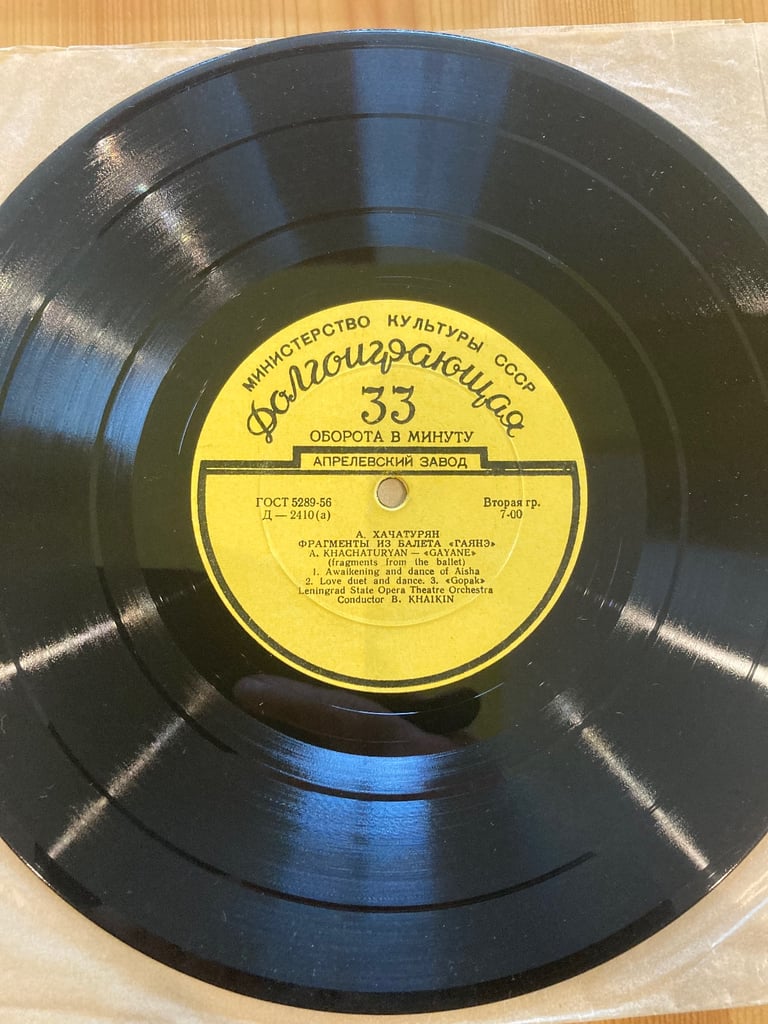 МИНИСТЕРСТВО КУЛЬТУРЫ СССР
Долгоиграющая
33
ОБОРОТА В МИНУТУ
АПРЕЛЕВСКИЙ ЗАВОД
ГОСТ 5289-56
Д — 2410 (а)
Вторая гр.
7-00
А. ХАЧАТУРЯН
ФРАГМЕНТЫ ИЗ БАЛЕТА «ГАЯНЭ»
A. KHACHATURYAN — «GAYANE»
(fragments from the ballet)
1. Awaikening and dance of Aisha
2. Love duet and dance. 3. «Gopak»
Leningrad State Opera Theatre Orchestra
Conductor B. KHAIKIN